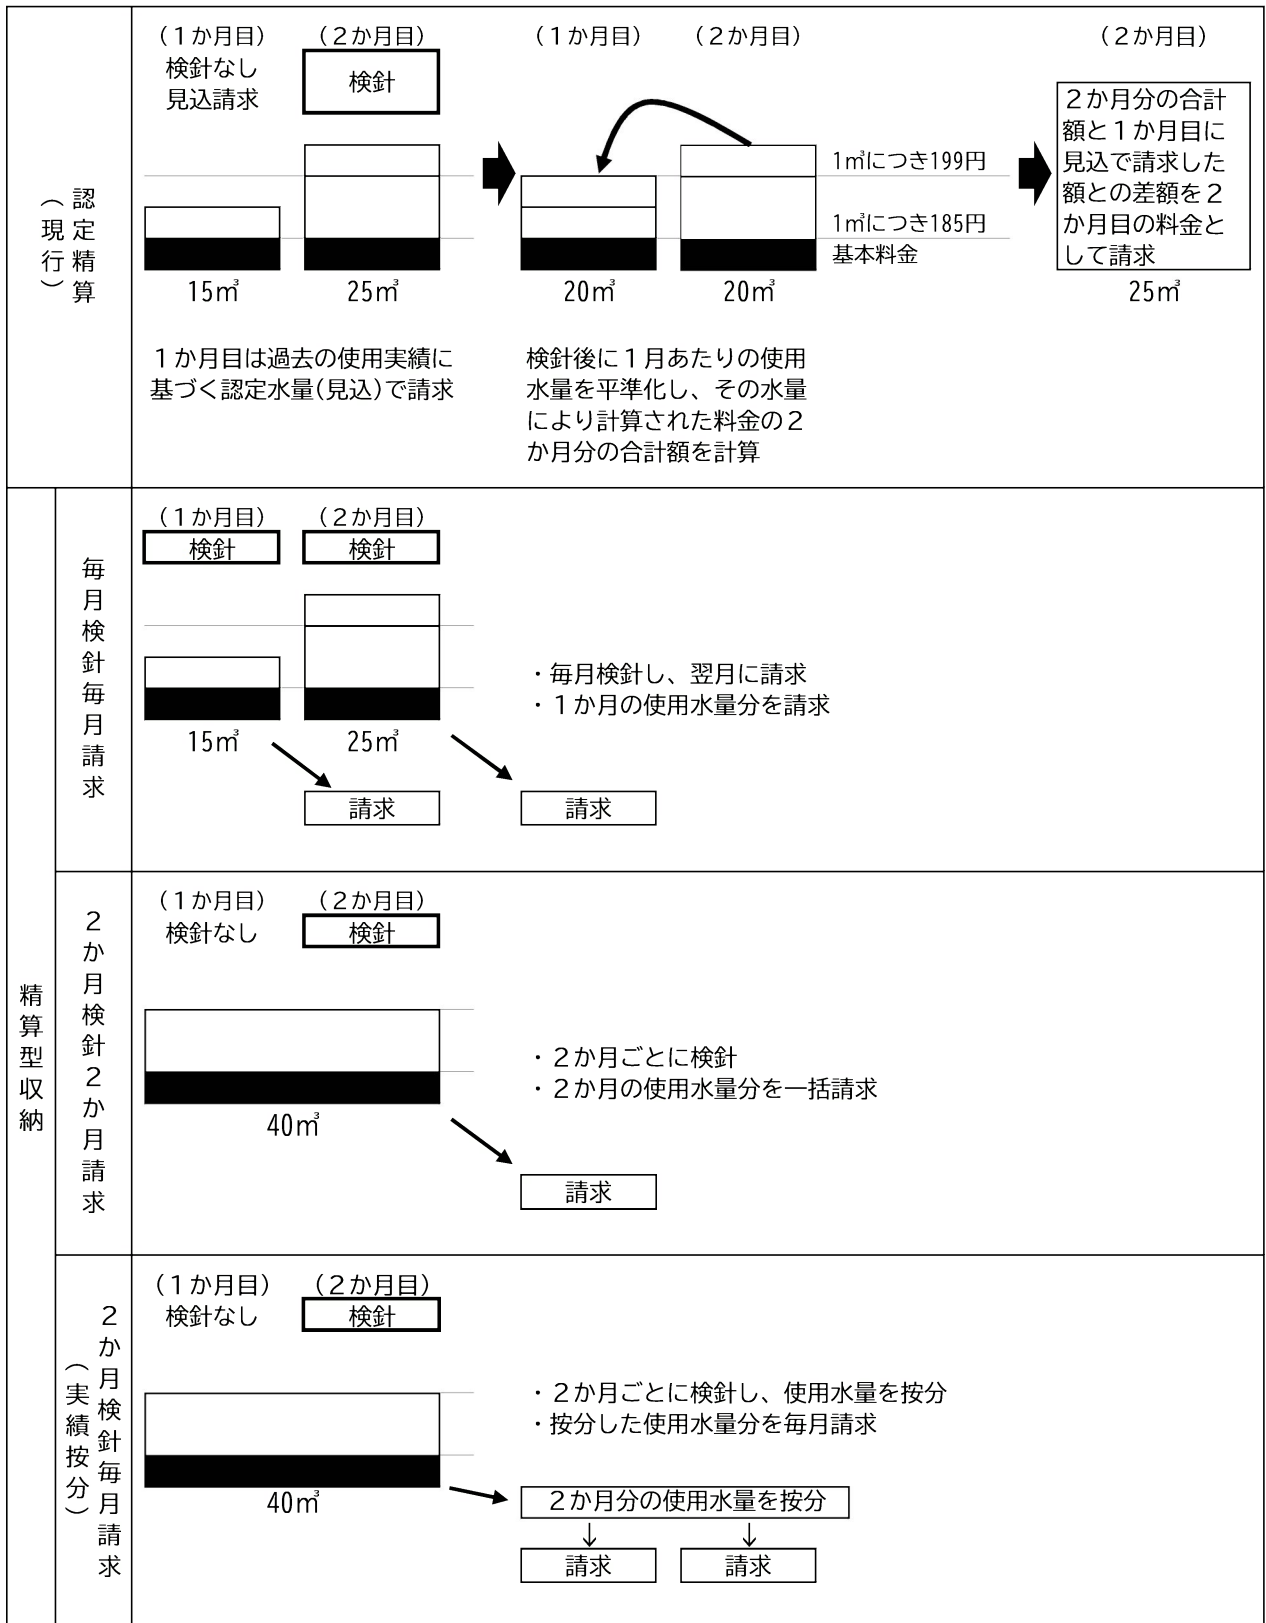 認定精算
（現行）
（１か月目）
検針なし
見込請求
（２か月目）
検針
15㎥
25㎥
１か月目は過去の使用実績に
基づく認定水量（見込）で請求
（１か月目）
（２か月目）
1㎥につき199円
1㎥につき185円
基本料金
20㎥
20㎥
検針後に１月あたりの使用
水量を平準化し、その水量
により計算された料金の２
か月分の合計額を計算
（２か月目）
２か月分の合計
額と１か月目に
見込で請求した
額との差額を２
か月目の料金と
して請求
25㎥
精算型収納
毎月検針毎月請求
（１か月目）
検針
（２か月目）
検針
15㎥
25㎥
請求
請求
・毎月検針し、翌月に請求
・１か月の使用水量分を請求
２か月検針２か月請求
（１か月目）
検針なし
（２か月目）
検針
40㎥
請求
・２か月ごとに検針
・２か月の使用水量分を一括請求
２か月検針毎月請求
（実績按分）
（１か月目）
検針なし
（２か月目）
検針
40㎥
・２か月ごとに検針し、使用水量を按分
・按分した使用水量分を毎月請求
２か月分の使用水量を按分
請求
請求